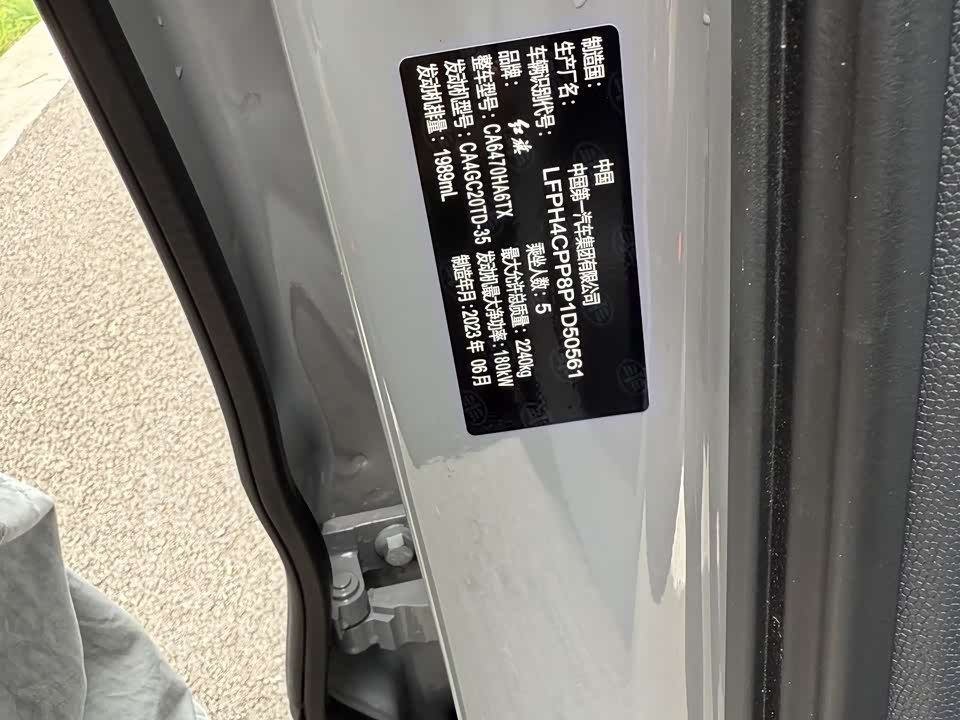 制造国： 中国
生产厂名： 中国第一汽车集团有限公司
车辆识别代号： LFPH4CPP8P1D50561
品牌： 红旗 乘坐人数：5
整车型号：CA6470HA6TX 最大允许总质量：2240kg
发动机型号：CA4GC20TD-35 发动机最大净功率：180kW
发动机排量：1989mL 制造年月：2023年 06月